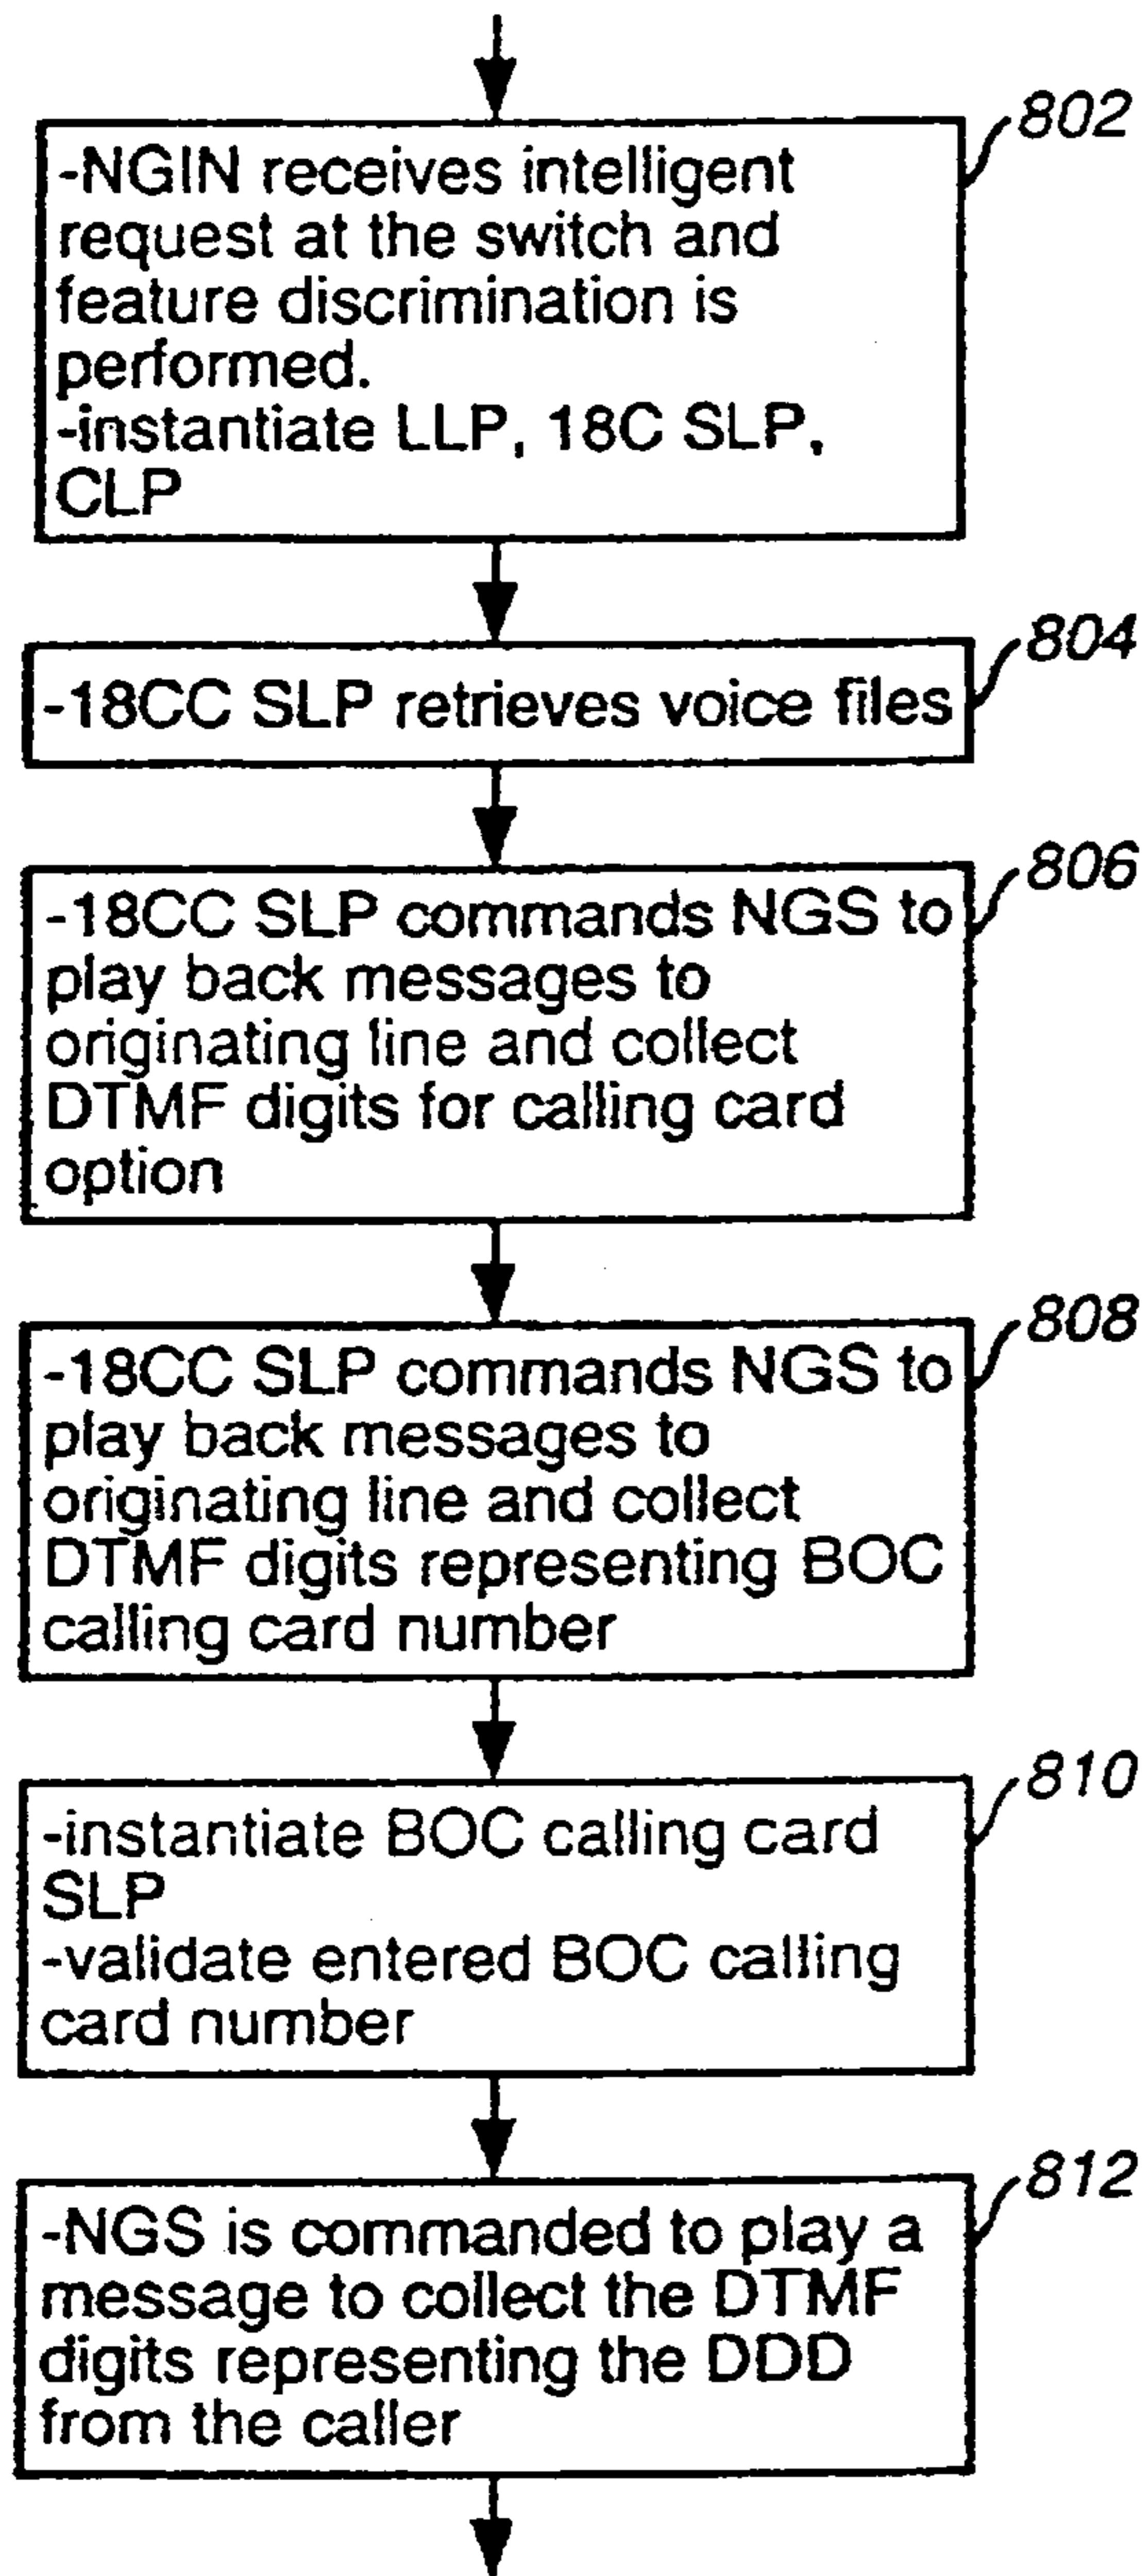 802
-NGIN receives intelligent
request at the switch and
feature discrimination is
performed.
-instantiate LLP, 18C SLP,
CLP
804
-18CC SLP retrieves voice files
806
-18CC SLP commands NGS to
play back messages to
originating line and collect
DTMF digits for calling card
option
808
-18CC SLP commands NGS to
play back messages to
originating line and collect
DTMF digits representing BOC
calling card number
810
-instantiate BOC calling card
SLP
-validate entered BOC calling
card number
812
-NGS is commanded to play a
message to collect the DTMF
digits representing the DDD
from the caller